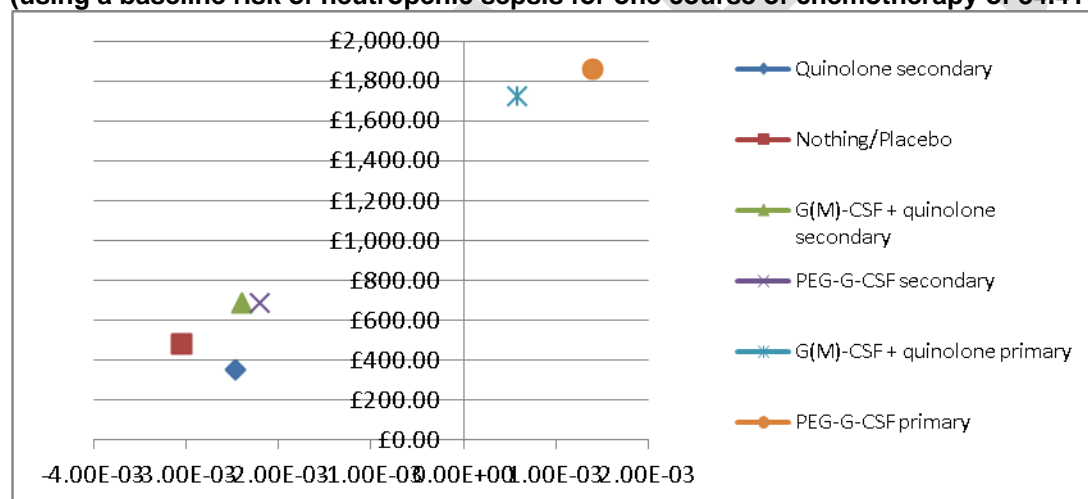 £2,000.00
£1,800.00
£1,600.00
£1,400.00
£1,200.00
£1,000.00
£800.00
£600.00
£400.00
£200.00
£0.00
-4.00E-03 -3.00E-03 -2.00E-03 -1.00E-03 0.00E+00 1.00E-03 2.00E-03
Quinolone secondary
Nothing/Placebo
G(M)-CSF + quinolone
secondary
PEG-G-CSF secondary
G(M)-CSF + quinolone primary
PEG-G-CSF primary